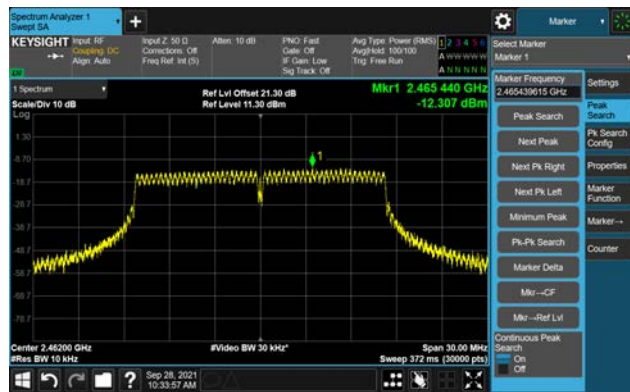 Spectrum Analyzer 1
Swept SA
Marker
KEYSIGHT
Input: RF
Coupling: DC
Align: Auto
Input Z: 50 Ω
Corrections: Off
Freq Ref: Int (S)
Atten: 10 dB
PNO: Fast
Gate: Off
IF Gain: Low
Sig Track: Off
Avg Type: Power (RMS)
Avg|Hold: 100/100
Trig: Free Run
1 2 3 4 5 6
A W W W W W
A N N N N N
Select Marker
Marker 1
1 Spectrum
Scale/Div 10 dB
Log
Ref Lvl Offset 21.30 dB
Ref Level 11.30 dBm
Mkr1 2.465 440 GHz
-12.307 dBm
1.30
-8.70
-18.7
-28.7
-38.7
-48.7
-58.7
-68.7
-78.7
1
Center 2.46200 GHz
#Res BW 10 kHz
#Video BW 30 kHz*
Span 30.00 MHz
Sweep 372 ms (30000 pts)
Marker Frequency
2.465439615 GHz
Peak Search
Next Peak
Next Pk Right
Next Pk Left
Minimum Peak
Pk-Pk Search
Marker Delta
Mkr→CF
Mkr→Ref Lvl
Continuous Peak
Search
On
Off
Settings
Peak
Search
Pk Search
Config
Properties
Marker
Function
Marker→
Counter
?
Sep 28, 2021
10:33:57 AM